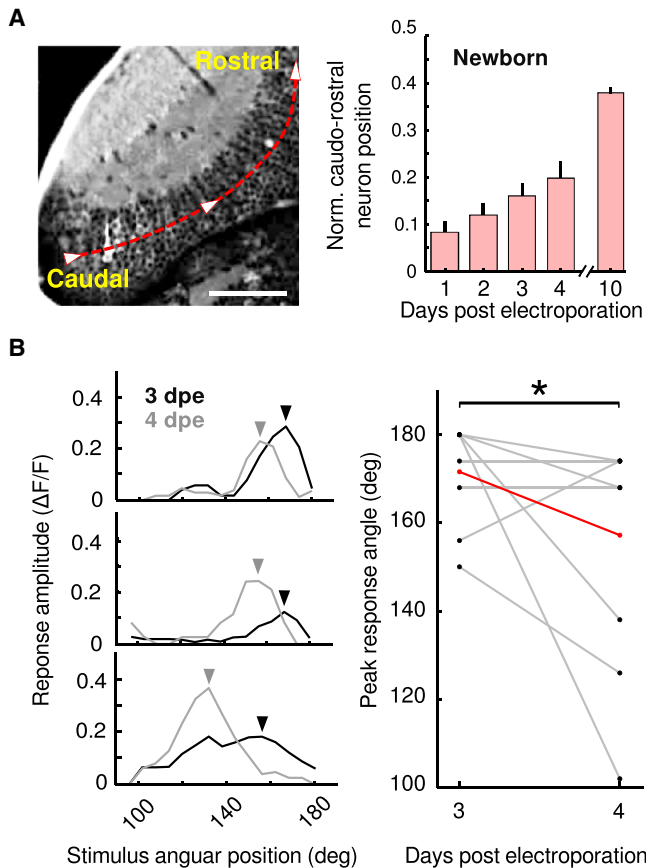 A
Rostral
Caudal
Norm. caudo-rostral
neuron position
Newborn
0.5
0.4
0.3
0.2
0.1
0
1 2 3 4 10
Days post electroporation
B
3 dpe
4 dpe
Reponse amplitude (ΔF/F)
0.4
0.2
0
0.4
0.2
0
0.4
0.2
0
100 140 180
Stimulus anguar position (deg)
*
Peak response angle (deg)
180
160
140
120
100
3 4
Days post electroporation